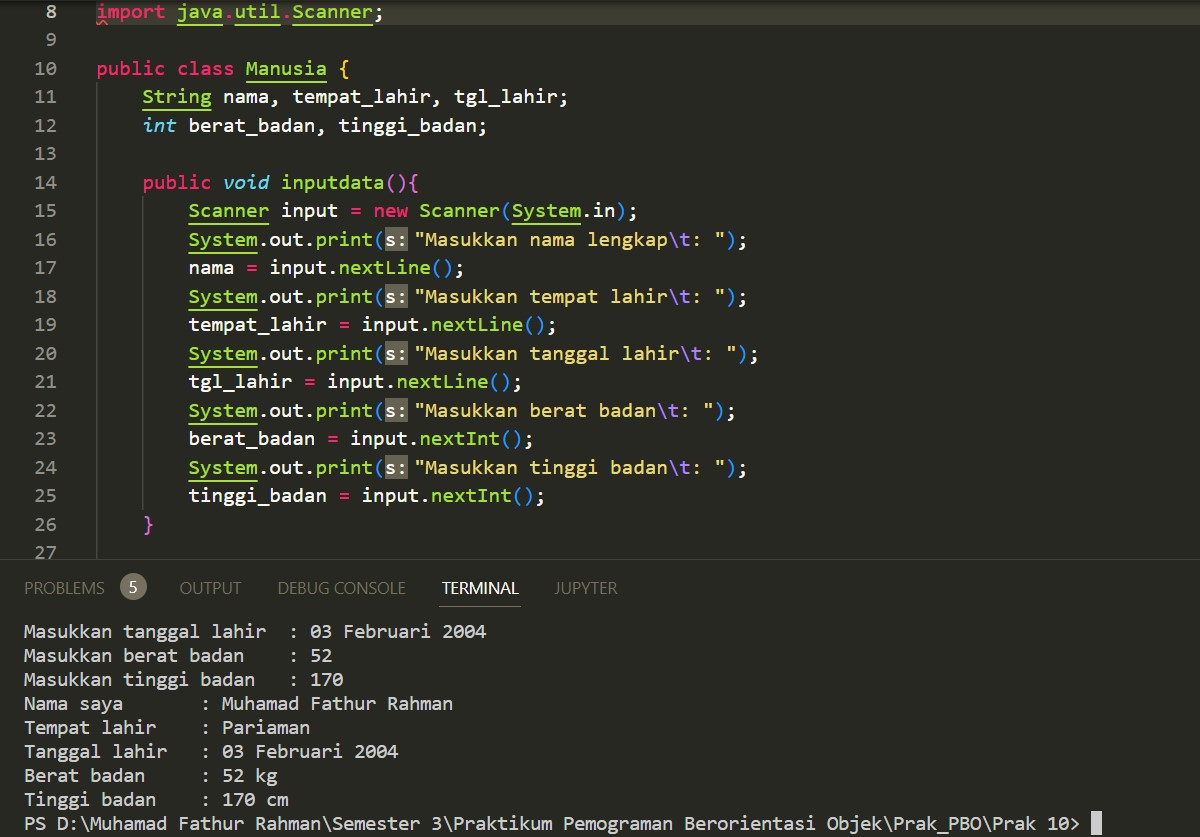 8 import java.util.Scanner;
9
10 public class Manusia {
11 String nama, tempat_lahir, tgl_lahir;
12 int berat_badan, tinggi_badan;
13
14 public void inputdata(){
15 Scanner input = new Scanner(System.in);
16 System.out.print(s: "Masukkan nama lengkap\t: ");
17 nama = input.nextLine();
18 System.out.print(s: "Masukkan tempat lahir\t: ");
19 tempat_lahir = input.nextLine();
20 System.out.print(s: "Masukkan tanggal lahir\t: ");
21 tgl_lahir = input.nextLine();
22 System.out.print(s: "Masukkan berat badan\t: ");
23 berat_badan = input.nextInt();
24 System.out.print(s: "Masukkan tinggi badan\t: ");
25 tinggi_badan = input.nextInt();
26 }
27
PROBLEMS 5 OUTPUT DEBUG CONSOLE TERMINAL JUPYTER
Masukkan tanggal lahir : 03 Februari 2004
Masukkan berat badan : 52
Masukkan tinggi badan : 170
Nama saya : Muhamad Fathur Rahman
Tempat lahir : Pariaman
Tanggal lahir : 03 Februari 2004
Berat badan : 52 kg
Tinggi badan : 170 cm
PS D:\Muhamad Fathur Rahman\Semester 3\Praktikum Pemograman Berorientasi Objek\Prak_PBO\Prak 10>